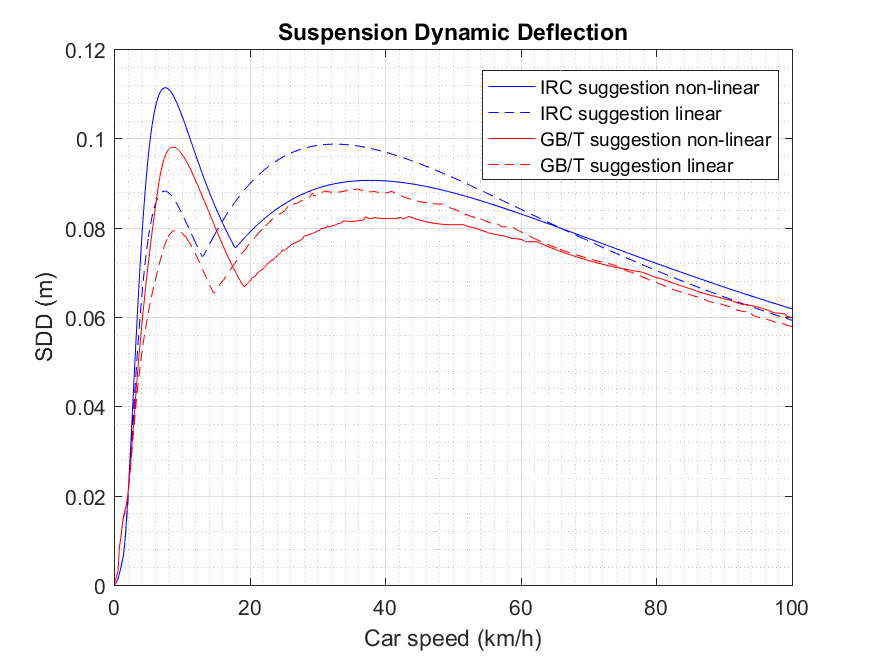 Suspension Dynamic Deflection
0.12
0.1
0.08
0.06
0.04
0.02
0
SDD (m)
IRC suggestion non-linear
IRC suggestion linear
GB/T suggestion non-linear
GB/T suggestion linear
0 20 40 60 80 100
Car speed (km/h)